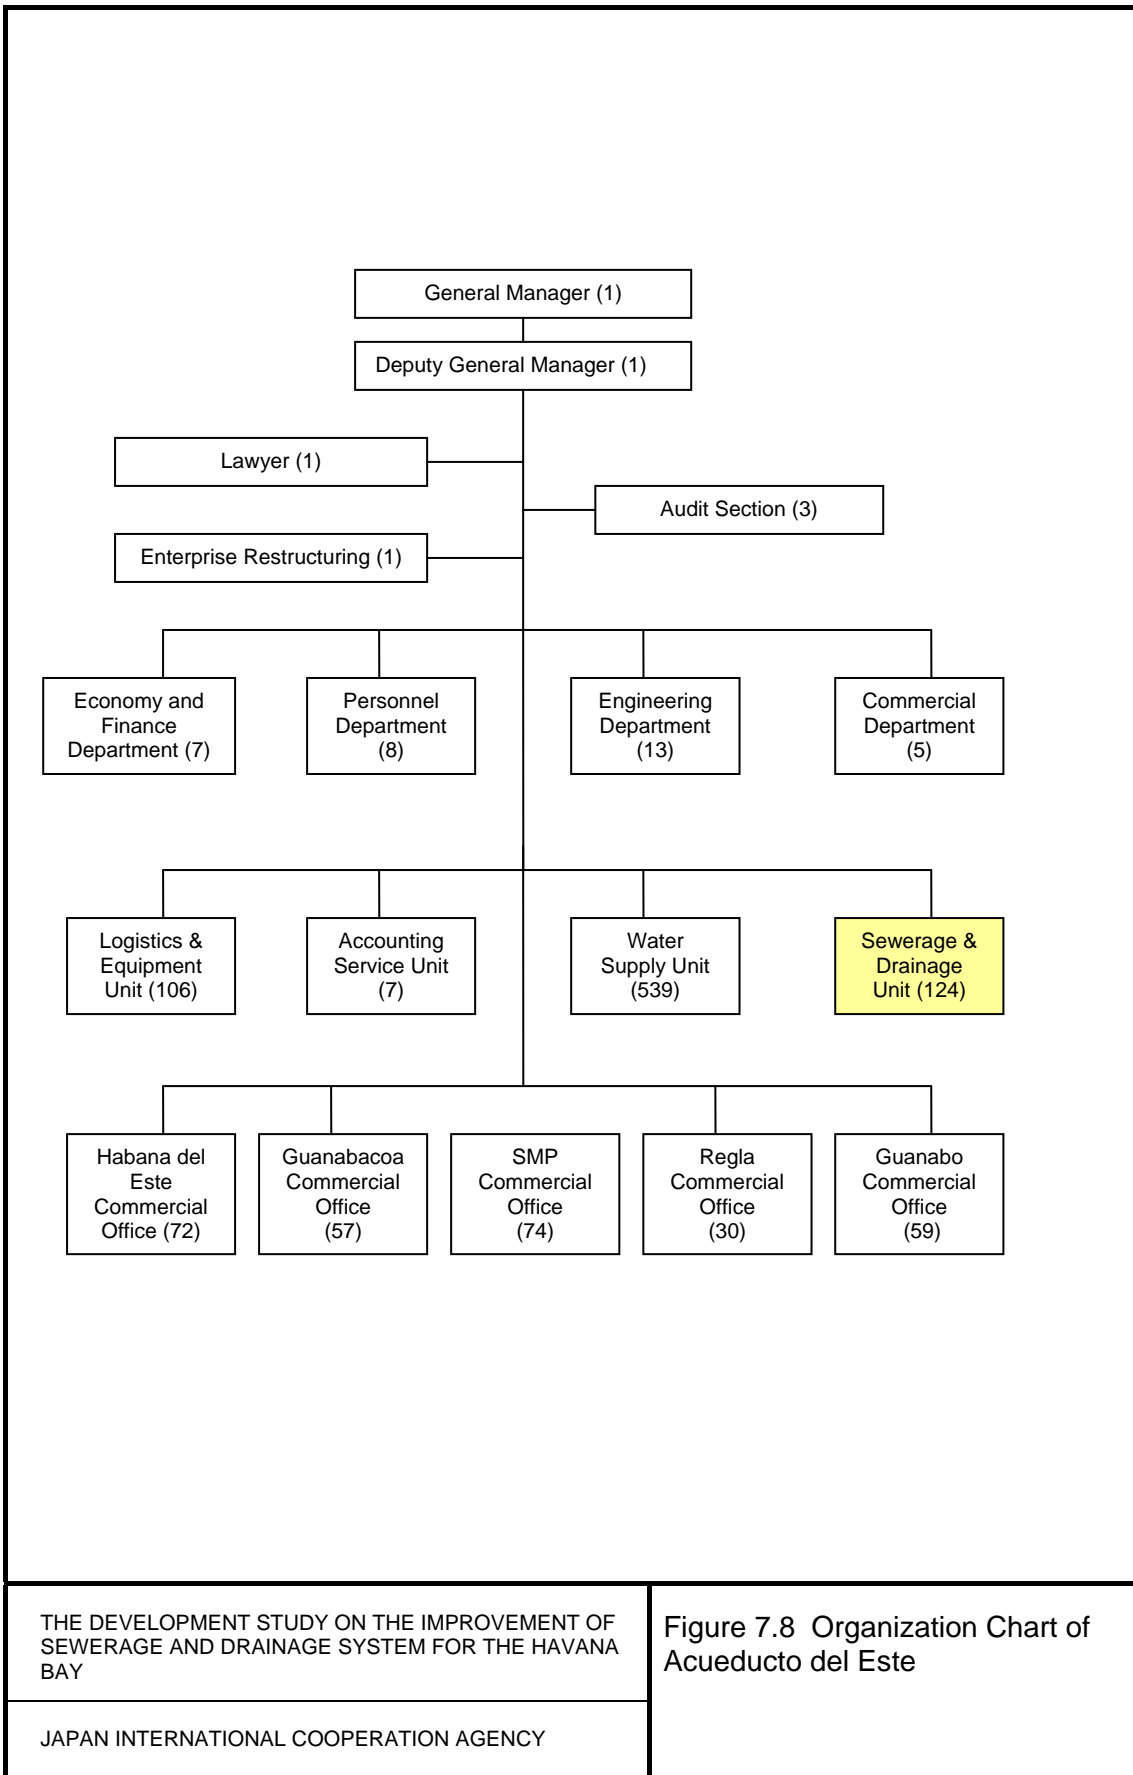 General Manager (1)
Deputy General Manager (1)
Lawyer (1)
Audit Section (3)
Enterprise Restructuring (1)
Economy and
Finance
Department (7)
Personnel
Department
(8)
Engineering
Department
(13)
Commercial
Department
(5)
Logistics &
Equipment
Unit (106)
Accounting
Service Unit
(7)
Water
Supply Unit
(539)
Sewerage &
Drainage
Unit (124)
Habana del
Este
Commercial
Office (72)
Guanabacoa
Commercial
Office
(57)
SMP
Commercial
Office
(74)
Regla
Commercial
Office
(30)
Guanabo
Commercial
Office
(59)
THE DEVELOPMENT STUDY ON THE IMPROVEMENT OF
SEWERAGE AND DRAINAGE SYSTEM FOR THE HAVANA
BAY
JAPAN INTERNATIONAL COOPERATION AGENCY
Figure 7.8 Organization Chart of
Acueducto del Este